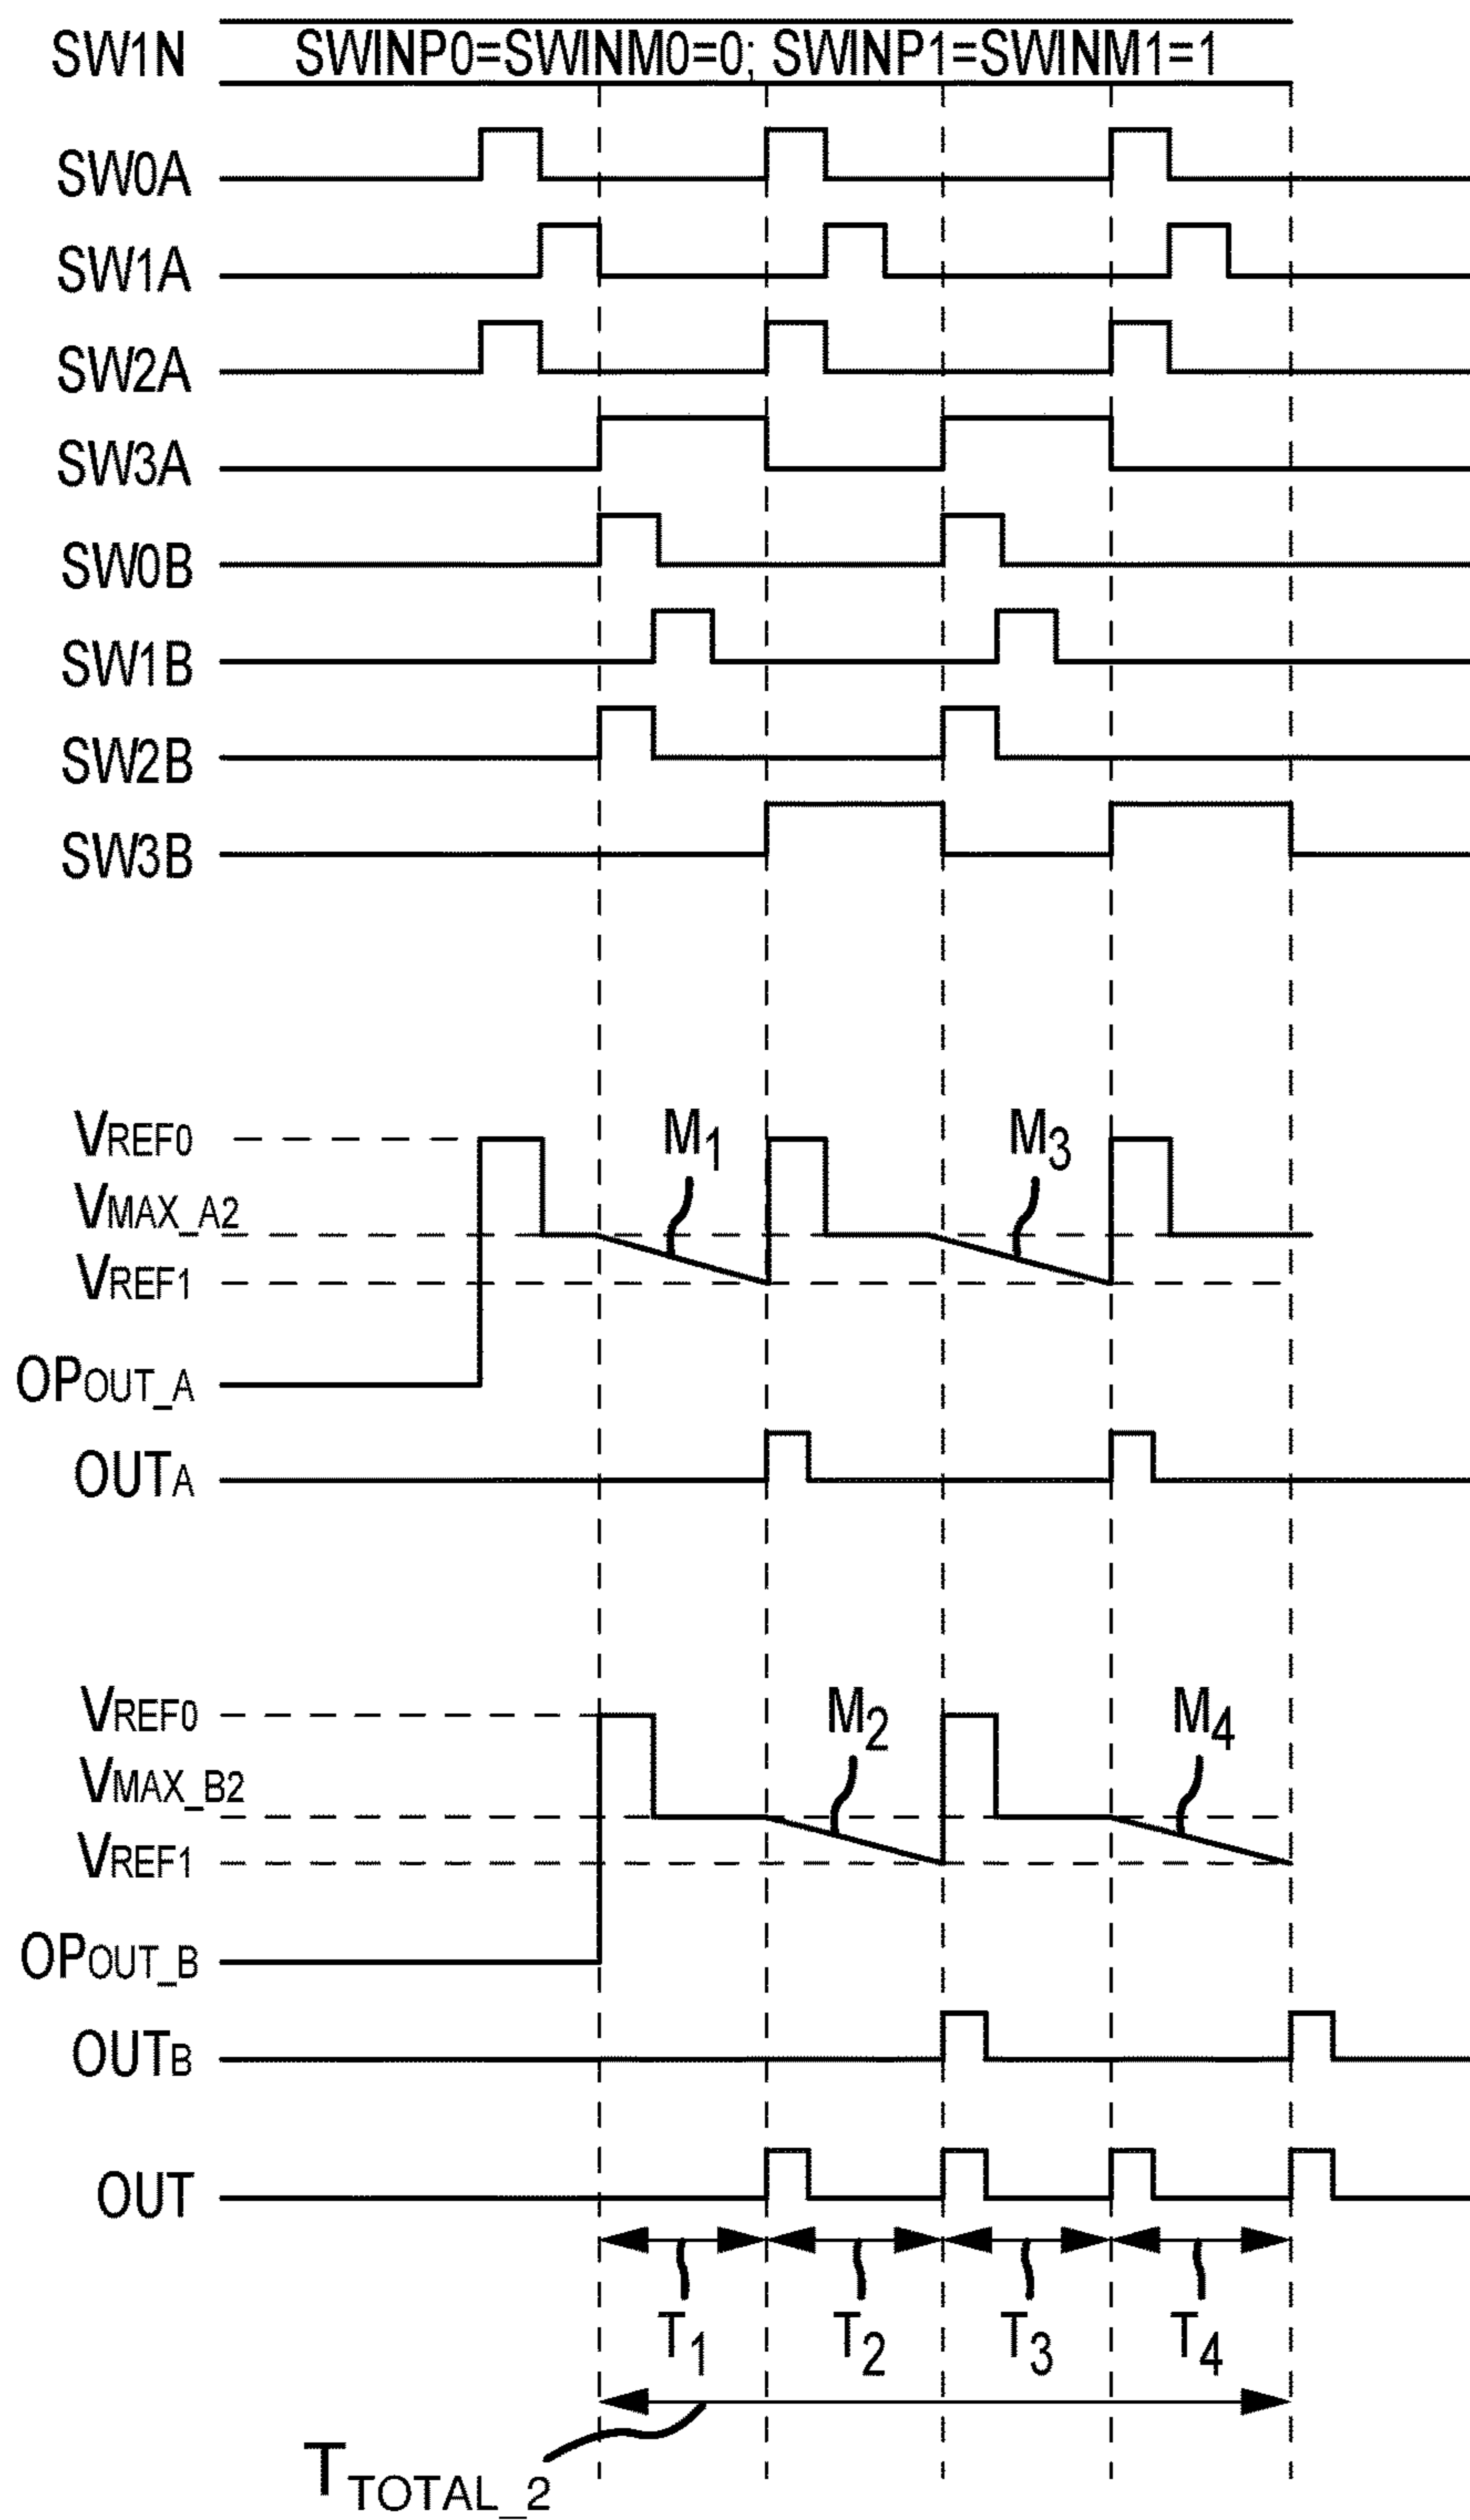 SW1N SWINP0=SWINM0=0; SWINP1=SWINM1=1
SW0A
SW1A
SW2A
SW3A
SW0B
SW1B
SW2B
SW3B
VREF0 M1 M3
VMAX_A2
VREF1
OPOUT_A
OUTA
VREF0 M2 M4
VMAX_B2
VREF1
OPOUT_B
OUTB
OUT
T1 T2 T3 T4
TTOTAL_2